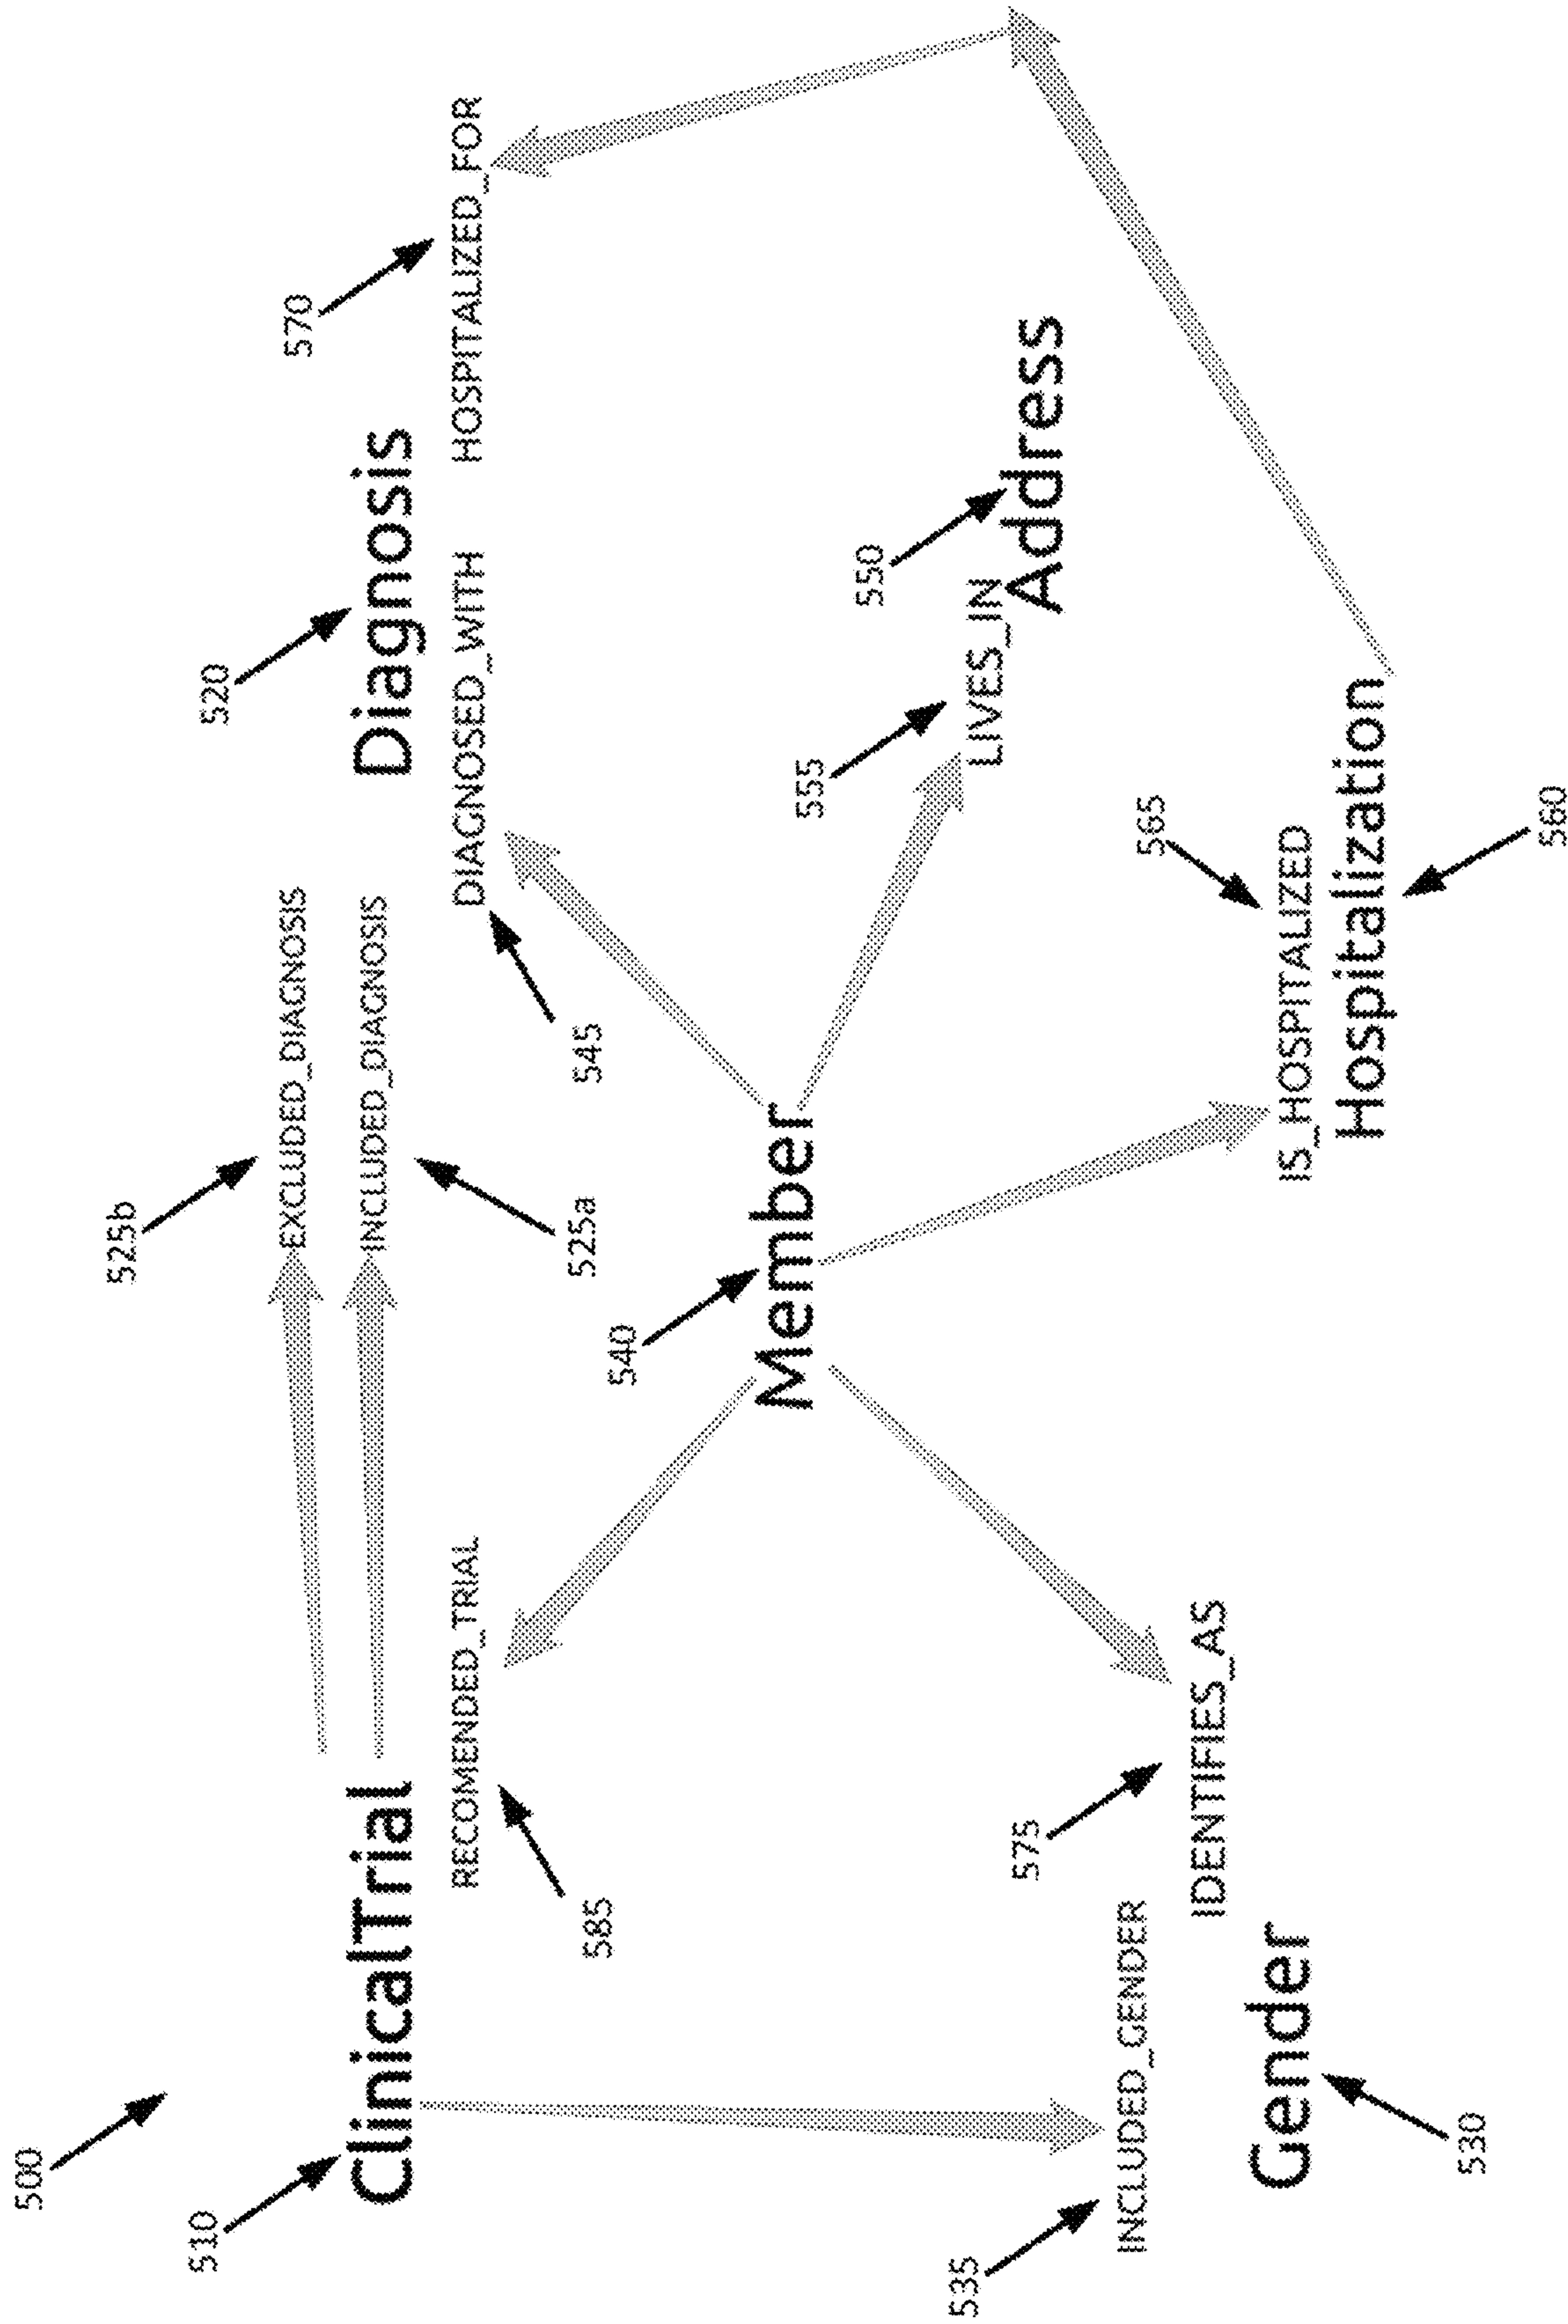 500
510
ClinicalTrial
RECOMENDED_TRIAL
585
525b
EXCLUDED_DIAGNOSIS
INCLUDED_DIAGNOSIS
525a
520
Diagnosis
DIAGNOSED_WITH
545
570
HOSPITALIZED_FOR
540
Member
555
LIVES_IN
550
Address
535
INCLUDED_GENDER
Gender
530
575
IDENTIFIES_AS
565
IS_HOSPITALIZED
Hospitalization
560